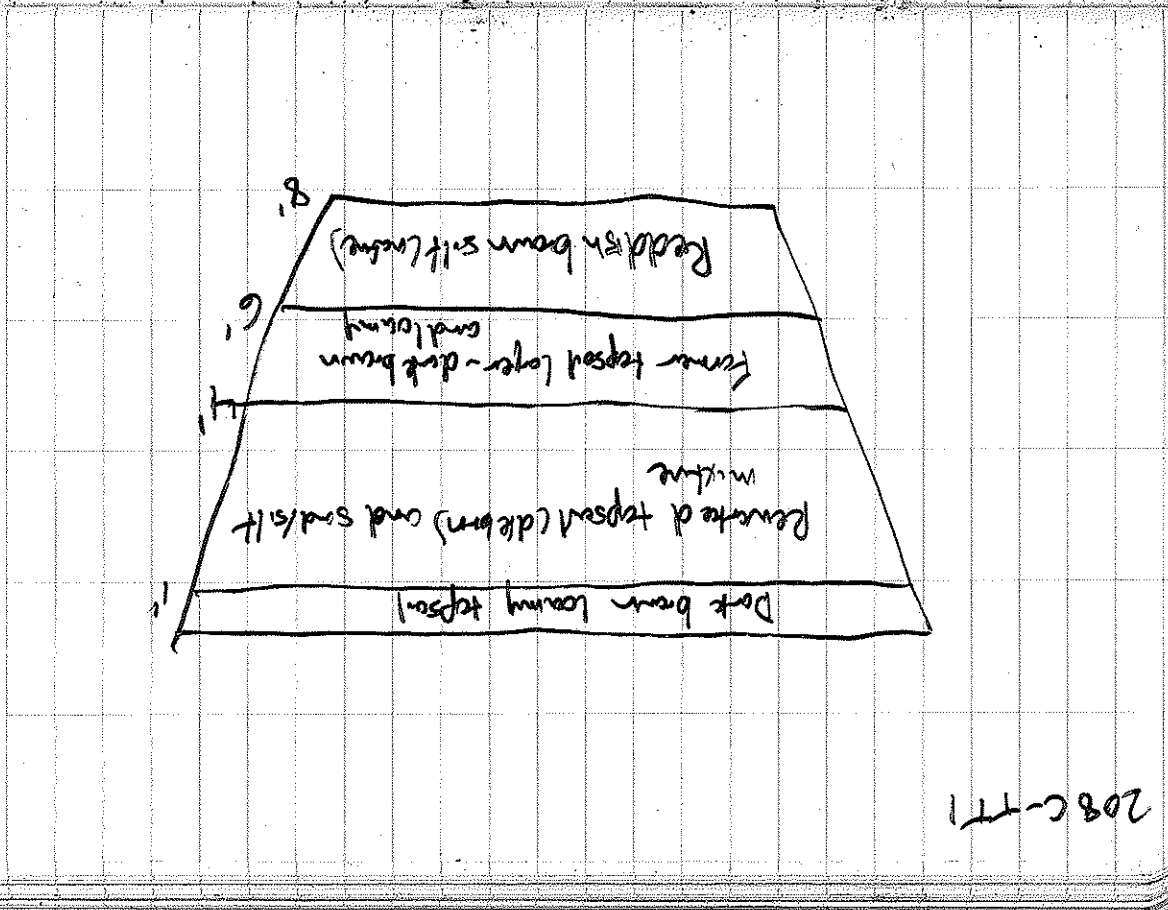 208C-TT1
Dark brown loamy topsoil
1'
Reworked topsoil (dk brn) and sand/silt
mixture
4'
Former topsoil layer - dark brown
and loamy
6'
Reddish brown silt (native)
8'